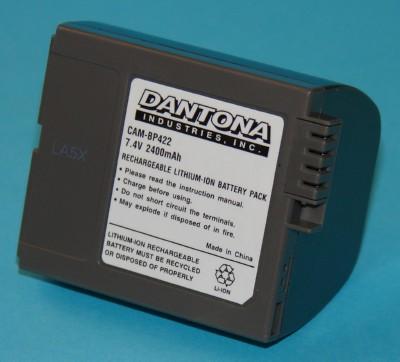 DANTONA
INDUSTRIES, INC.
CAM-BP422
7.4V 2400mAh
RECHARGEABLE LITHIUM-ION BATTERY PACK
• Please read the instruction manual.
• Charge before using.
• Do not short circuit the terminals.
• May explode if disposed of in fire.
Made in China
LITHIUM-ION RECHARGEABLE
BATTERY MUST BE RECYCLED
OR DISPOSED OF PROPERLY.
Li-ION
LA5X